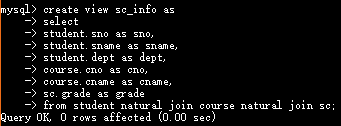 mysql> create view sc_info as
    -> select
    -> student.sno as sno,
    -> student.sname as sname,
    -> student.dept as dept,
    -> course.cno as cno,
    -> course.cname as cname,
    -> sc.grade as grade
    -> from student natural join course natural join sc;
Query OK, 0 rows affected (0.00 sec)